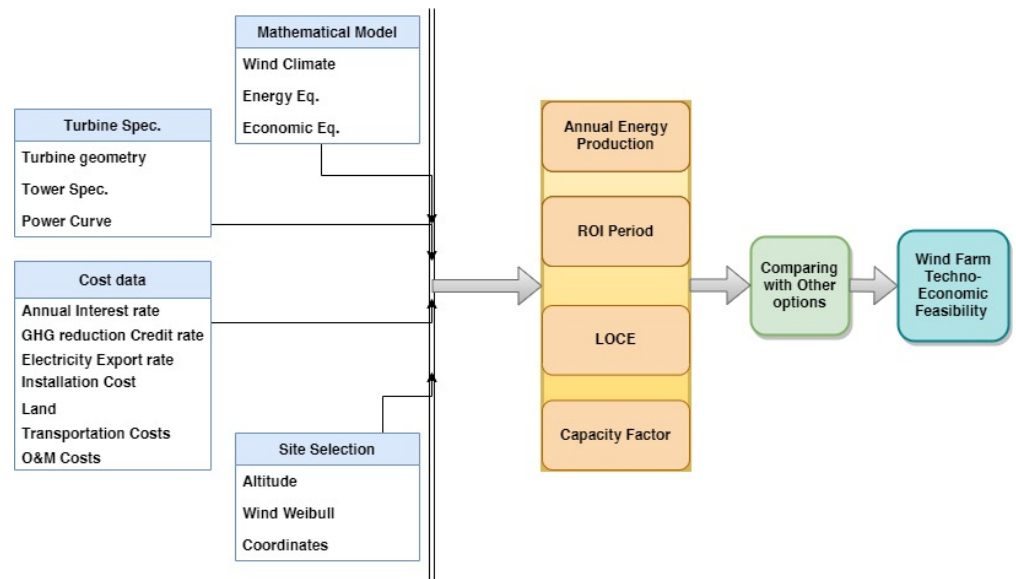 Mathematical Model
Wind Climate
Energy Eq.
Economic Eq.
Turbine Spec.
Turbine geometry
Tower Spec.
Power Curve
Cost data
Annual Interest rate
GHG reduction Credit rate
Electricity Export rate
Installation Cost
Land
Transportation Costs
O&M Costs
Site Selection
Altitude
Wind Weibull
Coordinates
Annual Energy
Production
ROI Period
LOCE
Capacity Factor
Comparing
with Other
options
Wind Farm
Techno-
Economic
Feasibility